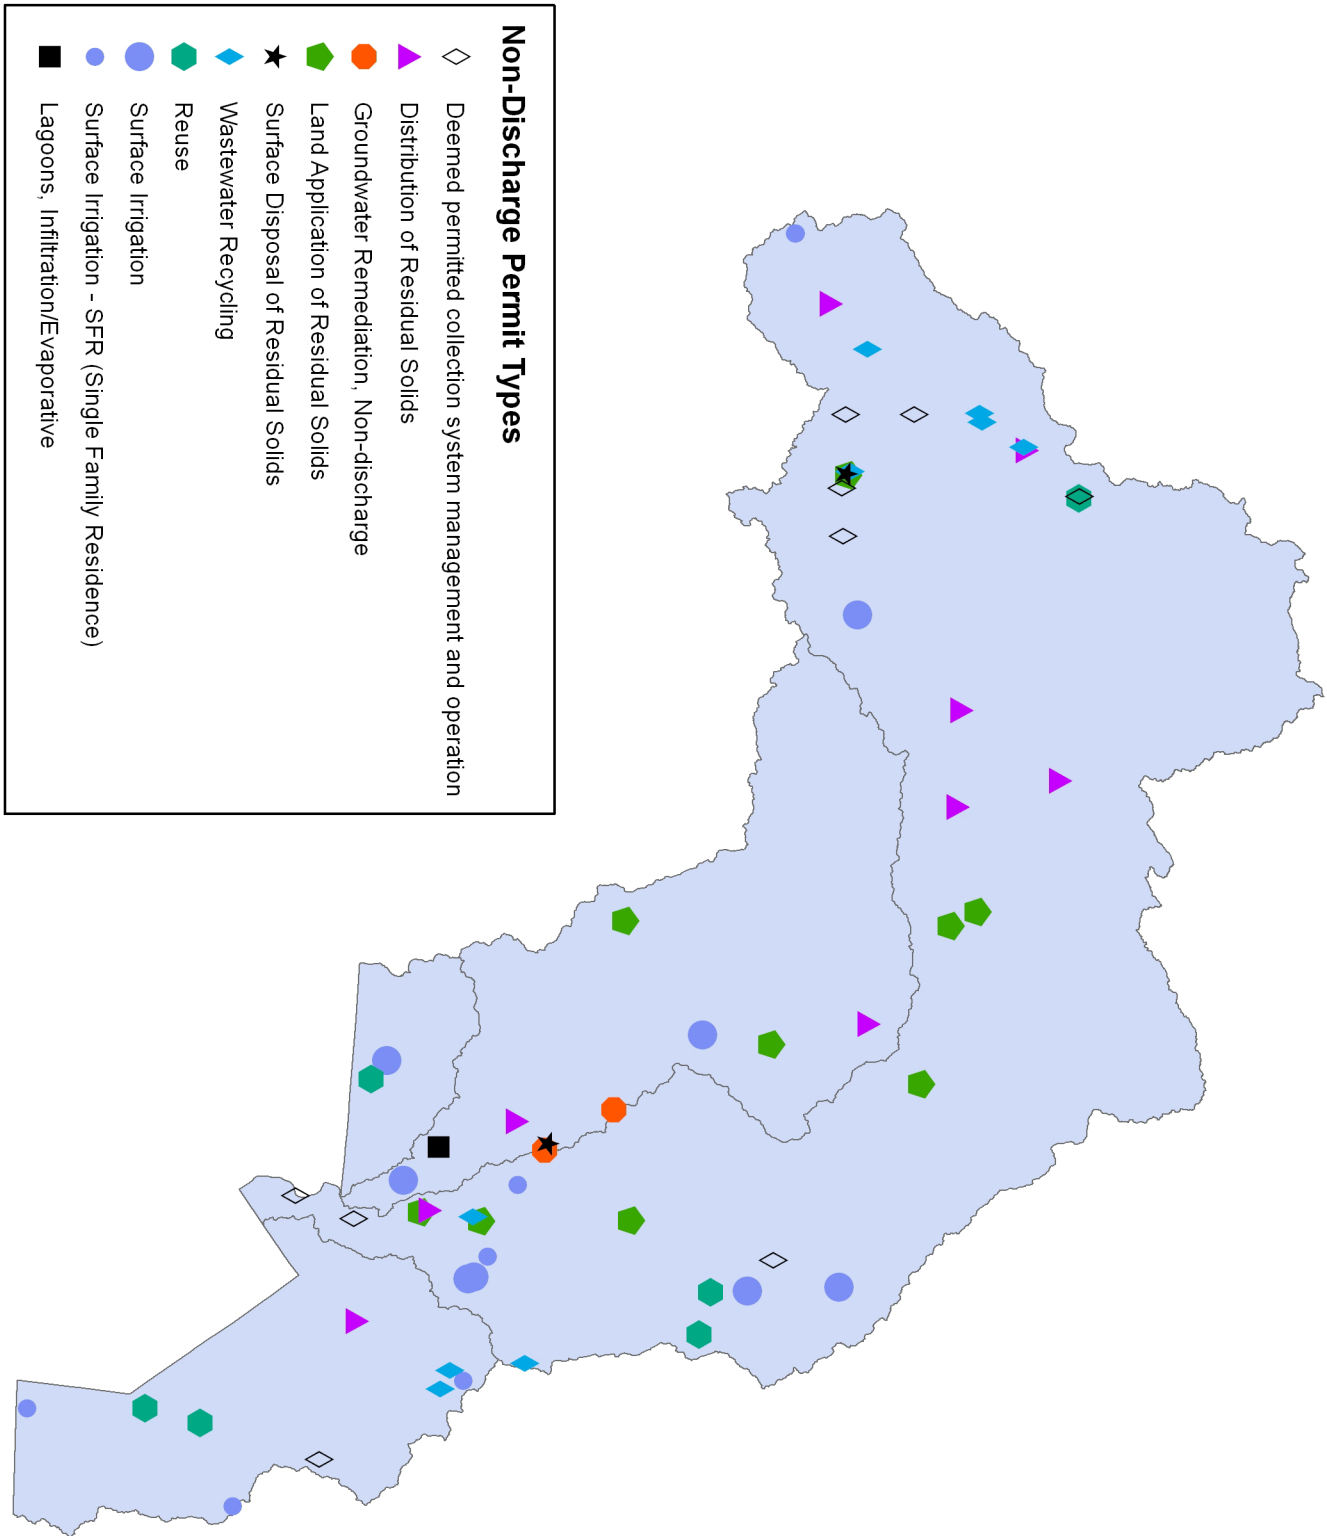 Non-Discharge Permit Types
Deemed permitted collection system management and operation
Distribution of Residual Solids
Groundwater Remediation, Non-discharge
Land Application of Residual Solids
Surface Disposal of Residual Solids
Wastewater Recycling
Reuse
Surface Irrigation
Surface Irrigation - SFR (Single Family Residence)
Lagoons, Infiltration/Evaporative